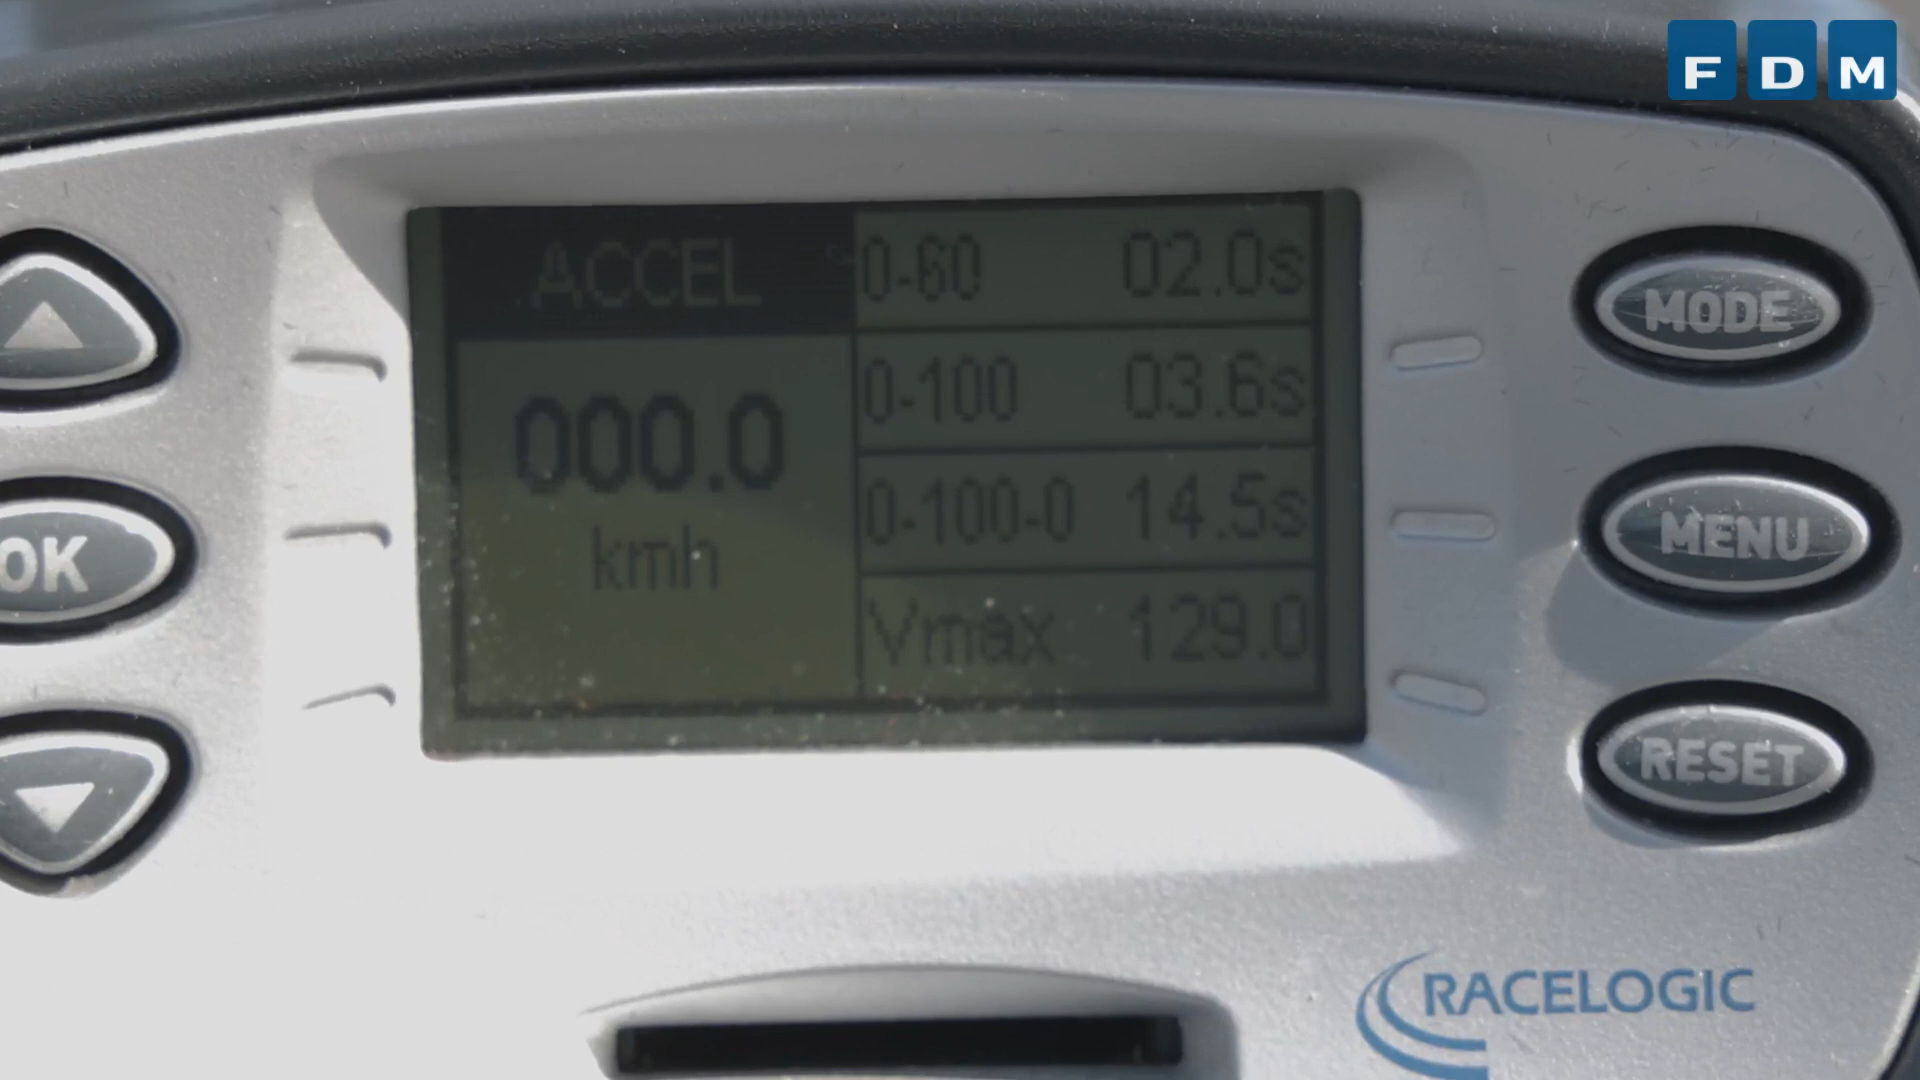 FDM
ACCEL
000.0
kmh
0-60 02.0s
0-100 03.6s
0-100-0 14.5s
Vmax 129.0
OK
MODE
MENU
RESET
RACELOGIC